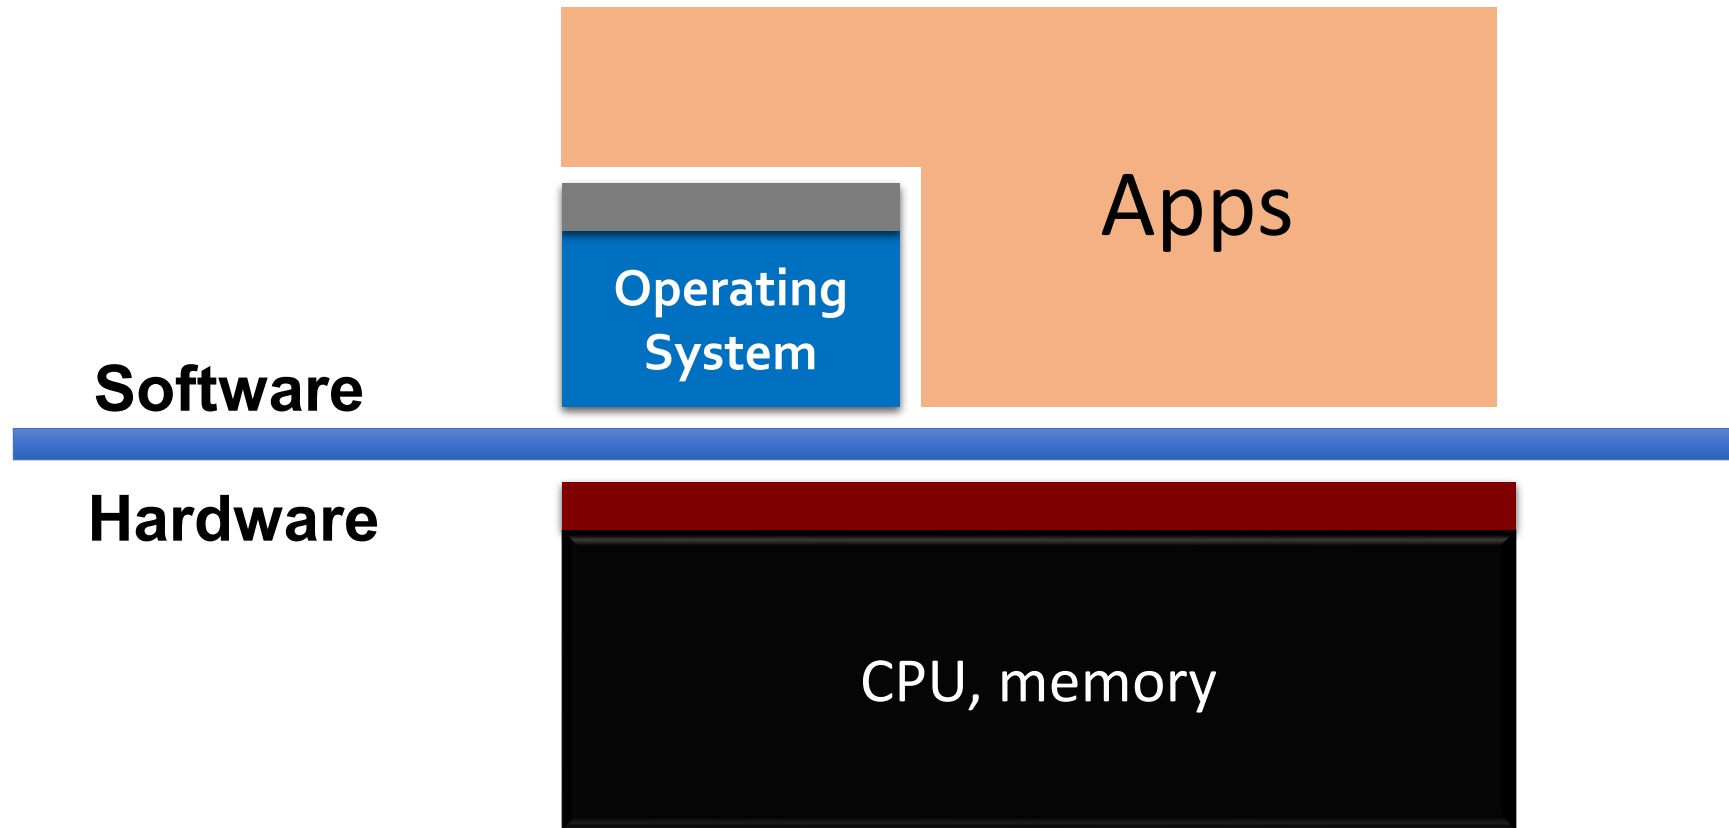 Apps
Operating
System
Software
Hardware
CPU, memory